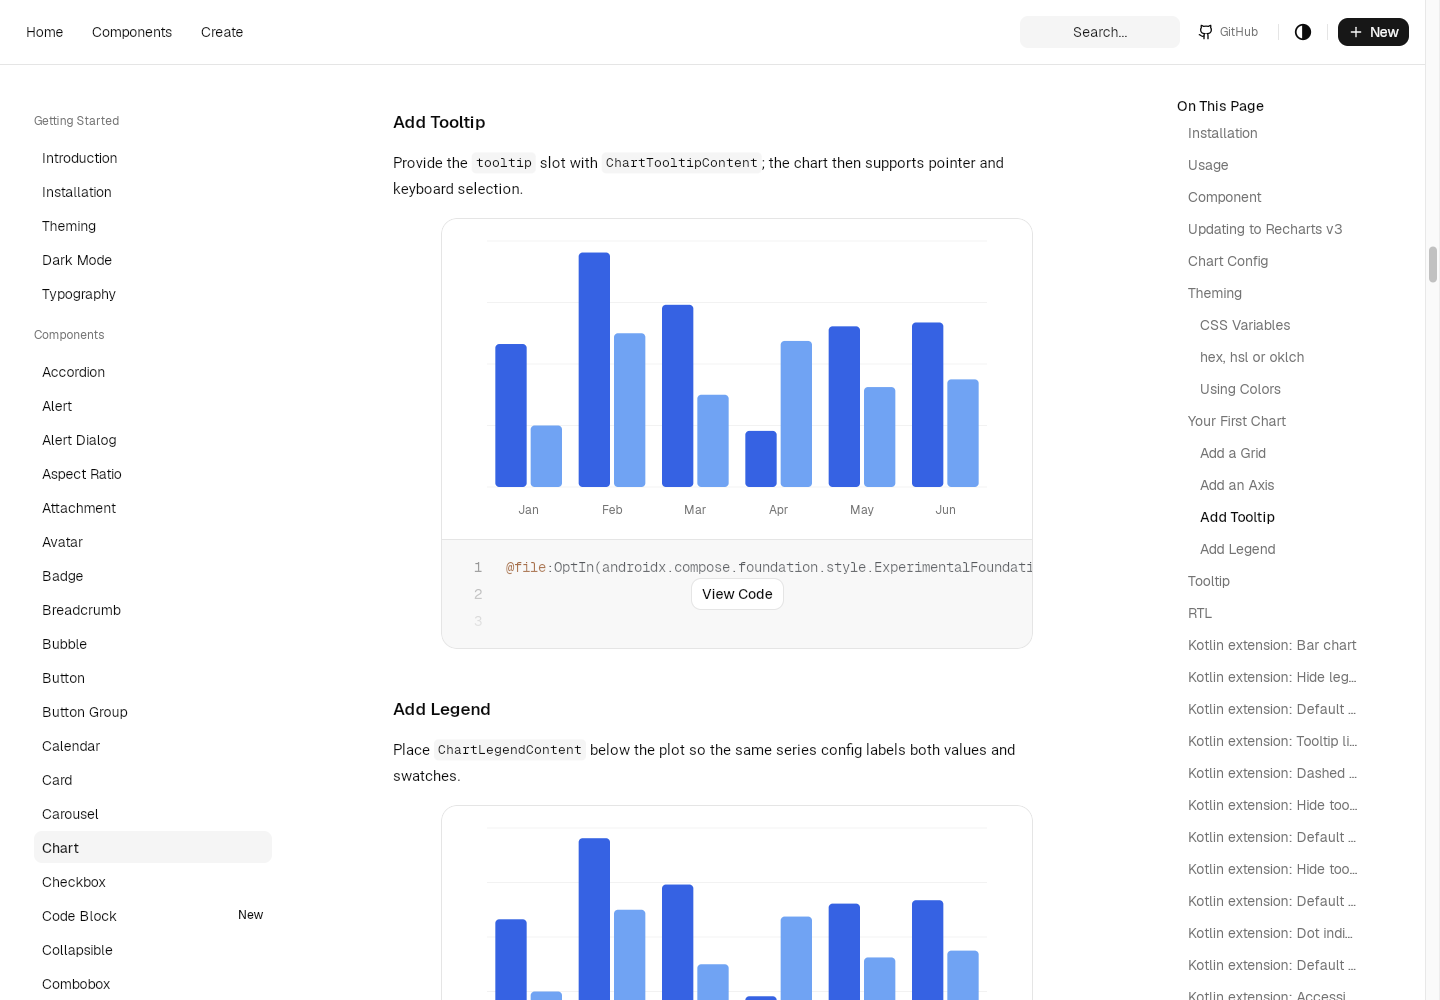 Home
Components
Create
Search...
GitHub
New
Getting Started
Introduction
Installation
Theming
Dark Mode
Typography
Components
Accordion
Alert
Alert Dialog
Aspect Ratio
Attachment
Avatar
Badge
Breadcrumb
Bubble
Button
Button Group
Calendar
Card
Carousel
Chart
Checkbox
Code Block New
Collapsible
Combobox
Add Tooltip
Provide the tooltip slot with ChartTooltipContent; the chart then supports pointer and
keyboard selection.
Jan Feb Mar Apr May Jun
1 @file:OptIn(androidx.compose.foundation.style.ExperimentalFoundati
2
3
View Code
Add Legend
Place ChartLegendContent below the plot so the same series config labels both values and
swatches.
On This Page
Installation
Usage
Component
Updating to Recharts v3
Chart Config
Theming
CSS Variables
hex, hsl or oklch
Using Colors
Your First Chart
Add a Grid
Add an Axis
Add Tooltip
Add Legend
Tooltip
RTL
Kotlin extension: Bar chart
Kotlin extension: Hide leg...
Kotlin extension: Default ...
Kotlin extension: Tooltip li...
Kotlin extension: Dashed ...
Kotlin extension: Hide too...
Kotlin extension: Default ...
Kotlin extension: Hide too...
Kotlin extension: Default ...
Kotlin extension: Dot indi...
Kotlin extension: Default ...
Kotlin extension: Accessi...